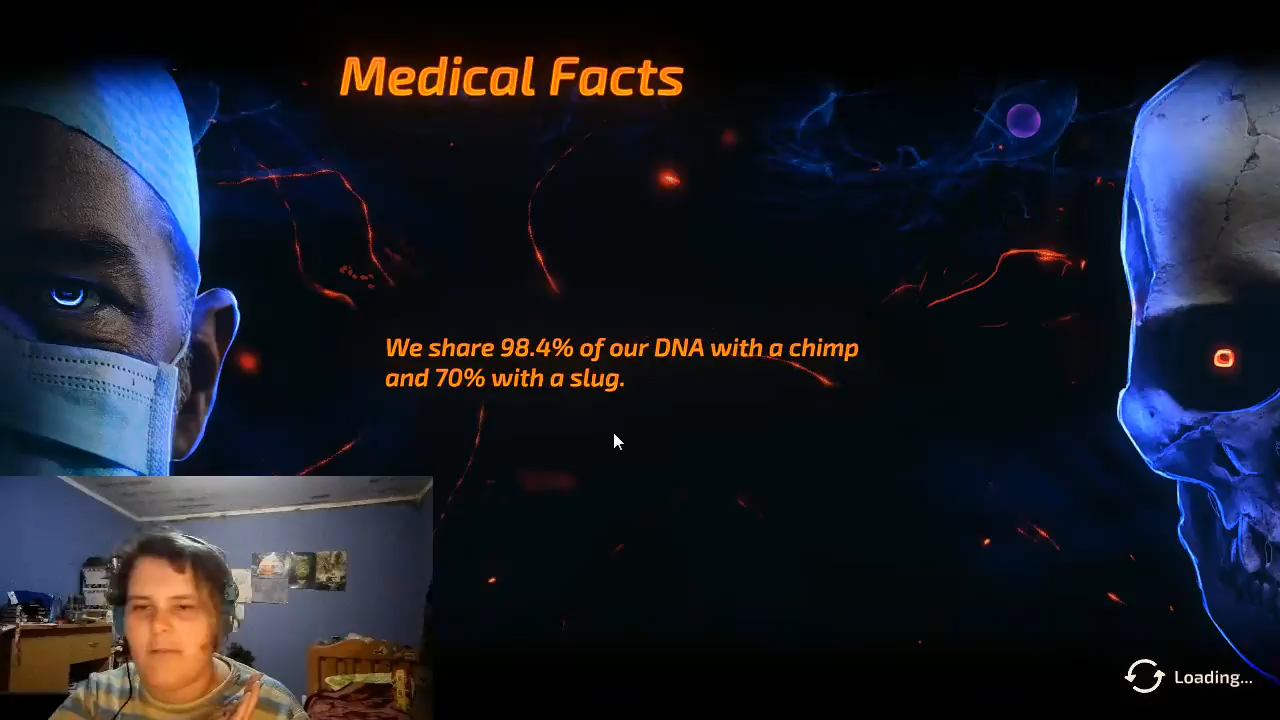 Medical Facts
We share 98.4% of our DNA with a chimp
and 70% with a slug.
Loading...